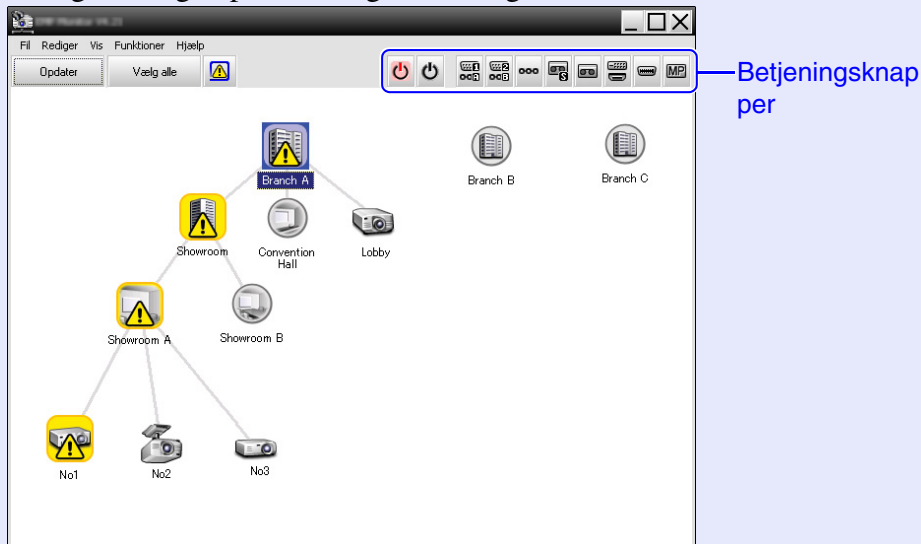 Fil Rediger Vis Funktioner Hjælp
Opdater Vælg alle
MP
Betjeningsknap
per
Branch A
Branch B
Branch C
Showroom
Convention
Hall
Lobby
Showroom A
Showroom B
No1
No2
No3